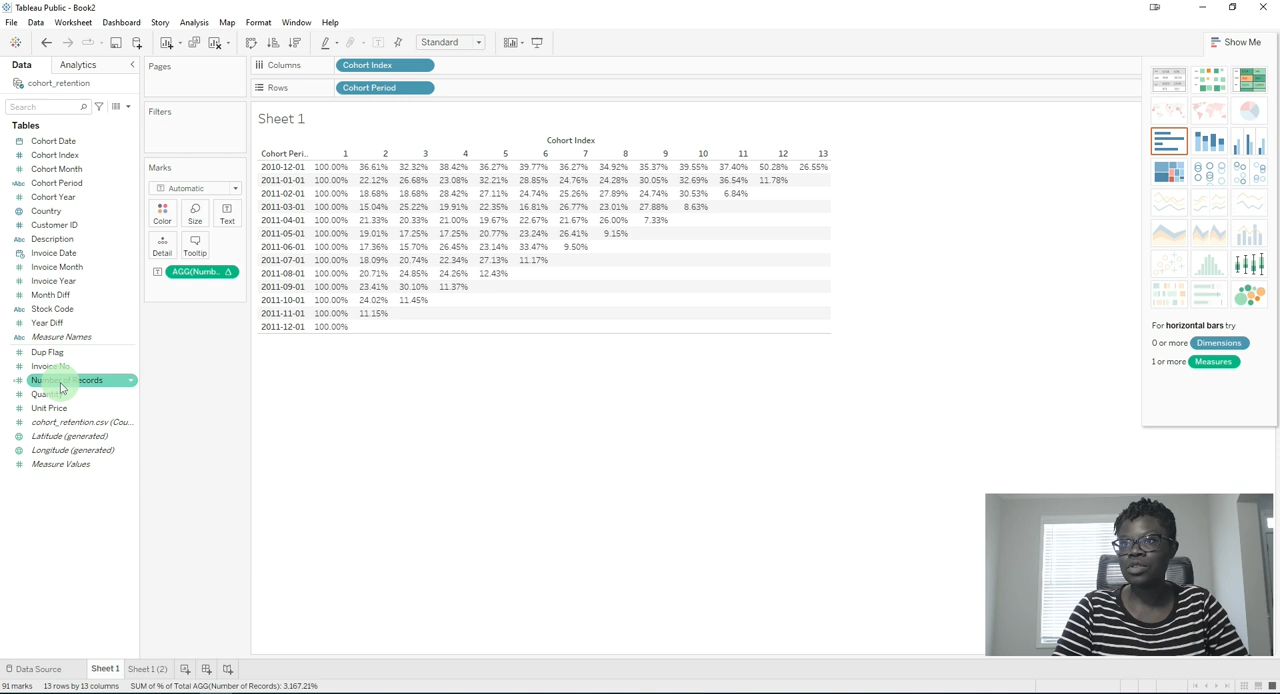 Tableau Public - Book2
File Data Worksheet Dashboard Story Analysis Map Format Window Help
Standard
Show Me
Data Analytics
cohort_retention
Search
Tables
Cohort Date
Cohort Index
Cohort Month
Abc Cohort Period
Cohort Year
Country
Customer ID
Abc Description
Invoice Date
Invoice Month
Invoice Year
Month Diff
Abc Stock Code
Year Diff
Abc Measure Names
Dup Flag
Invoice No
Number of Records
Quantity
Unit Price
cohort_retention.csv (Cou...
Latitude (generated)
Longitude (generated)
Measure Values
Pages
Filters
Marks
Automatic
Color Size Text
Detail Tooltip
AGG(Numb.. Δ
Columns Cohort Index
Rows Cohort Period
Sheet 1
Cohort Index
Cohort Peri.. 1 2 3 4 5 6 7 8 9 10 11 12 13
2010-12-01 100.00% 36.61% 32.32% 38.43% 36.27% 39.77% 36.27% 34.92% 35.37% 39.55% 37.40% 50.28% 26.55%
2011-01-01 100.00% 22.12% 26.68% 23.08% 32.21% 28.85% 24.76% 24.28% 30.05% 32.69% 36.54% 11.78%
2011-02-01 100.00% 18.68% 18.68% 28.42% 27.11% 24.74% 25.26% 27.89% 24.74% 30.53% 6.84%
2011-03-01 100.00% 15.04% 25.22% 19.91% 22.35% 16.81% 26.77% 23.01% 27.88% 8.63%
2011-04-01 100.00% 21.33% 20.33% 21.00% 19.67% 22.67% 21.67% 26.00% 7.33%
2011-05-01 100.00% 19.01% 17.25% 17.25% 20.77% 23.24% 26.41% 9.15%
2011-06-01 100.00% 17.36% 15.70% 26.45% 23.14% 33.47% 9.50%
2011-07-01 100.00% 18.09% 20.74% 22.34% 27.13% 11.17%
2011-08-01 100.00% 20.71% 24.85% 24.26% 12.43%
2011-09-01 100.00% 23.41% 30.10% 11.37%
2011-10-01 100.00% 24.02% 11.45%
2011-11-01 100.00% 11.15%
2011-12-01 100.00%
For horizontal bars try
0 or more Dimensions
1 or more Measures
Data Source Sheet 1 Sheet 1 (2)
91 marks 13 rows by 13 columns SUM of % of Total AGG(Number of Records): 3,167.21%